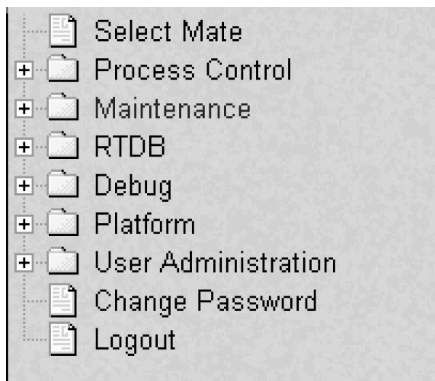 Select Mate
Process Control
Maintenance
RTDB
Debug
Platform
User Administration
Change Password
Logout